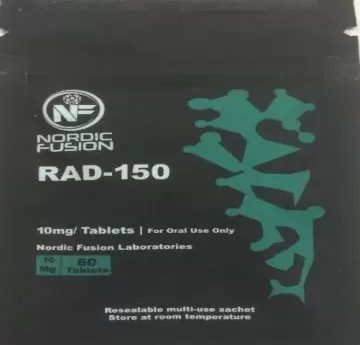 NF
NORDIC
FUSION
RAD-150
10mg/ Tablets | For Oral Use Only
Nordic Fusion Laboratories
10 60
Mg Tablets
Resealable multi-use sachet
Store at room temperature